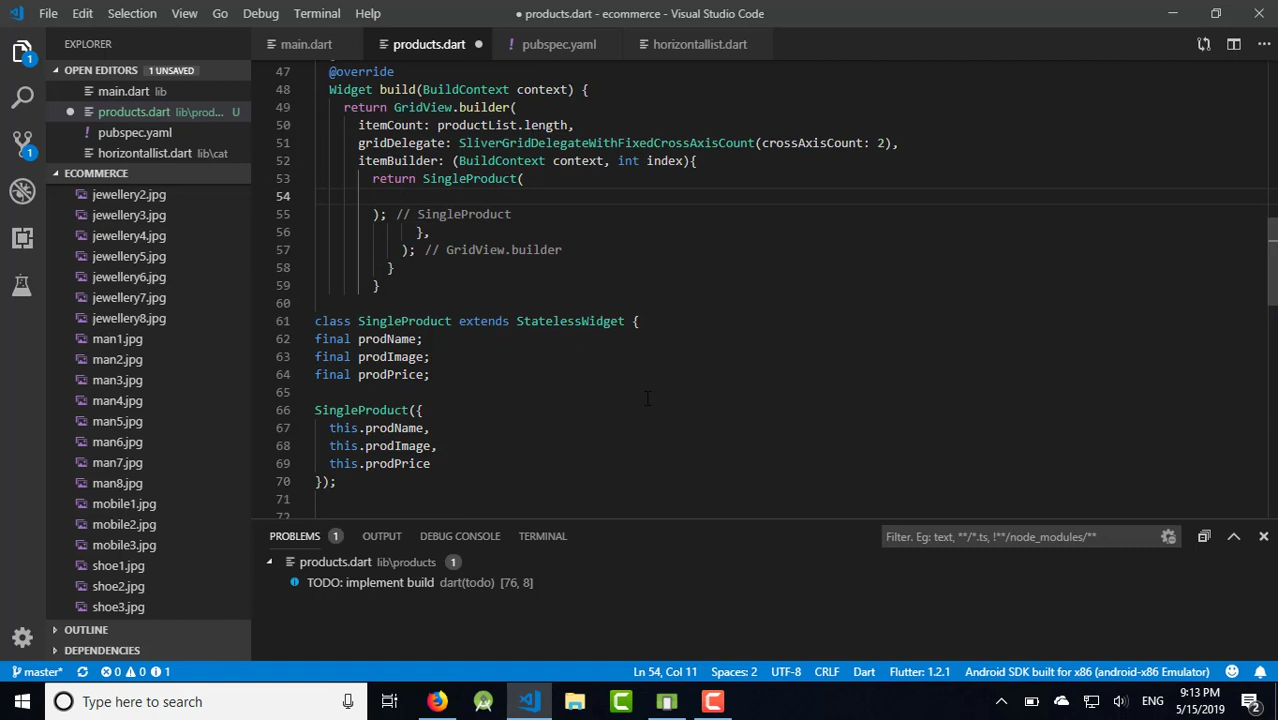 File Edit Selection View Go Debug Terminal Help
● products.dart - ecommerce - Visual Studio Code
EXPLORER
main.dart
products.dart
! pubspec.yaml
horizontallist.dart
OPEN EDITORS 1 UNSAVED
main.dart lib
products.dart lib\prod... U
! pubspec.yaml
horizontallist.dart lib\cat
ECOMMERCE
jewellery2.jpg
jewellery3.jpg
jewellery4.jpg
jewellery5.jpg
jewellery6.jpg
jewellery7.jpg
jewellery8.jpg
man1.jpg
man2.jpg
man3.jpg
man4.jpg
man5.jpg
man6.jpg
man7.jpg
man8.jpg
mobile1.jpg
mobile2.jpg
mobile3.jpg
shoe1.jpg
shoe2.jpg
shoe3.jpg
OUTLINE
DEPENDENCIES
1
1
47 @override
48 Widget build(BuildContext context) {
49 return GridView.builder(
50 itemCount: productList.length,
51 gridDelegate: SliverGridDelegateWithFixedCrossAxisCount(crossAxisCount: 2),
52 itemBuilder: (BuildContext context, int index){
53 return SingleProduct(
54
55 ); // SingleProduct
56 },
57 ); // GridView.builder
58 }
59 }
60
61 class SingleProduct extends StatelessWidget {
62 final prodName;
63 final prodImage;
64 final prodPrice;
65
66 SingleProduct({
67 this.prodName,
68 this.prodImage,
69 this.prodPrice
70 });
71
72
PROBLEMS 1 OUTPUT DEBUG CONSOLE TERMINAL
Filter. Eg: text, **/*.ts, !**/node_modules/**
products.dart lib\products 1
TODO: implement build dart(todo) [76, 8]
master* 0 0 1
Ln 54, Col 11 Spaces: 2 UTF-8 CRLF Dart Flutter: 1.2.1 Android SDK built for x86 (android-x86 Emulator)
Type here to search
ENG
9:13 PM
5/15/2019
2